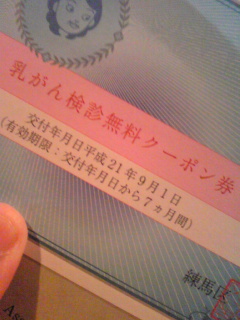 乳がん検診無料クーポン券
交付年月日平成21年9月1日
(有効期限：交付年月日から7ヵ月間)
練馬区